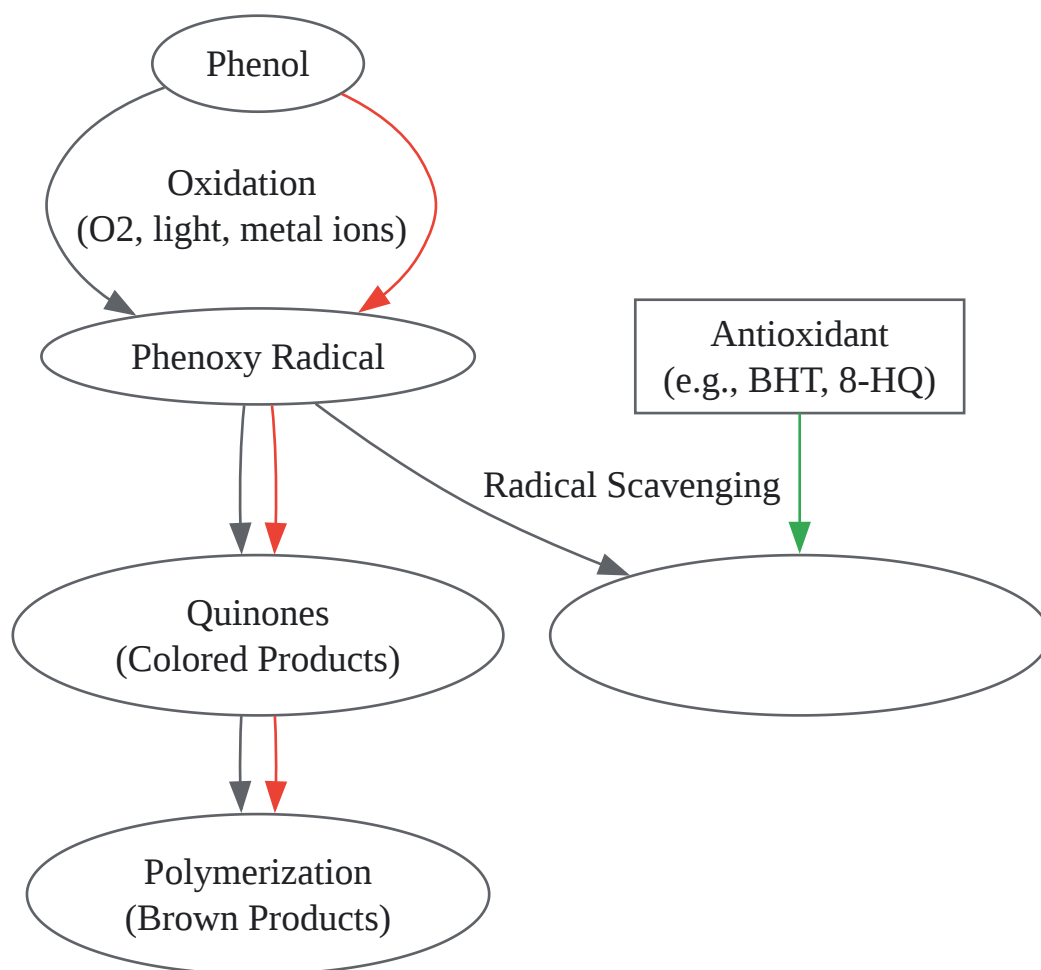 Phenol
Oxidation
(O2, light, metal ions)
Phenoxy Radical
Antioxidant
(e.g., BHT, 8-HQ)
Radical Scavenging
Quinones
(Colored Products)
Polymerization
(Brown Products)